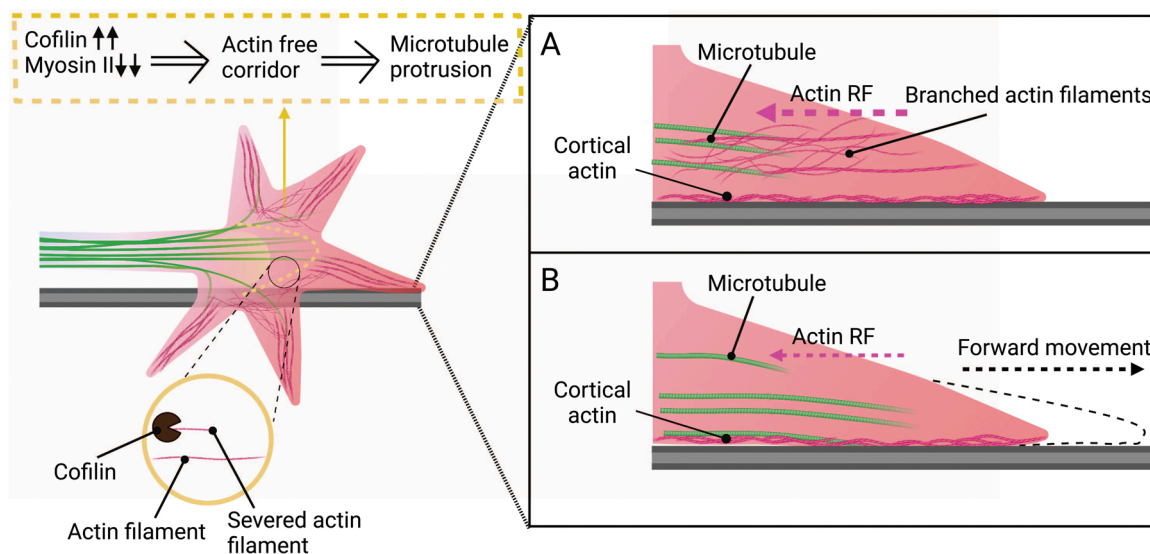 Cofilin ↑↑
Myosin II↓↓
Actin free
corridor
Microtubule
protrusion
Cofilin
Actin filament
Severed actin
filament
A
Microtubule
Actin RF
Branched actin filaments
Cortical
actin
B
Microtubule
Actin RF
Forward movement
Cortical
actin